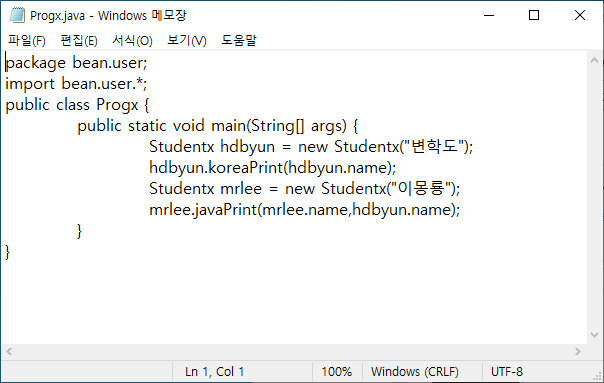 Progx.java - Windows 메모장
파일(F) 편집(E) 서식(O) 보기(V) 도움말
package bean.user;
import bean.user.*;
public class Progx {
public static void main(String[] args) {
Studentx hdbyun = new Studentx("변학도");
hdbyun.koreaPrint(hdbyun.name);
Studentx mrlee = new Studentx("이몽룡");
mrlee.javaPrint(mrlee.name,hdbyun.name);
}
}
Ln 1, Col 1 100% Windows (CRLF) UTF-8